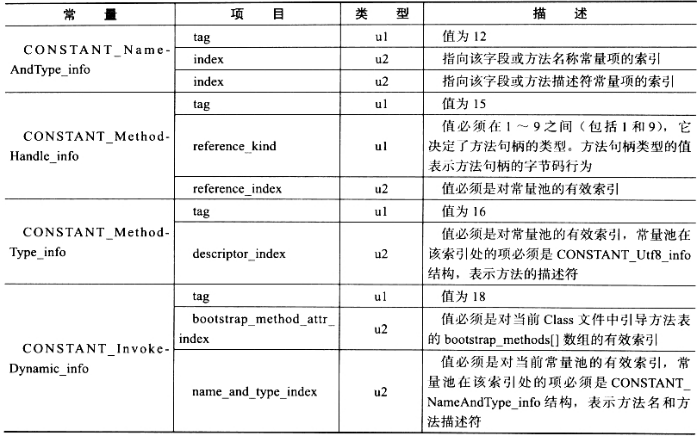 常 量 项 目 类 型 描 述
CONSTANT_Name-
AndType_info
tag u1 值为 12
index u2 指向该字段或方法名称常量项的索引
index u2 指向该字段或方法描述符常量项的索引
CONSTANT_Method-
Handle_info
tag u1 值为 15
reference_kind u1 值必须在 1 ～ 9 之间（包括 1 和 9），它
决定了方法句柄的类型。方法句柄类型的值
表示方法句柄的字节码行为
reference_index u2 值必须是对常量池的有效索引
CONSTANT_Method-
Type_info
tag u1 值为 16
descriptor_index u2 值必须是对常量池的有效索引，常量池在
该索引处的项必须是 CONSTANT_Utf8_info
结构，表示方法的描述符
CONSTANT_Invoke-
Dynamic_info
tag u1 值为 18
bootstrap_method_attr_
index u2 值必须是对当前 Class 文件中引导方法表
的 bootstrap_methods[] 数组的有效索引
name_and_type_index u2 值必须是对当前常量池的有效索引，常
量池在该索引处的项必须是 CONSTANT_
NameAndType_info 结构，表示方法名和方
法描述符